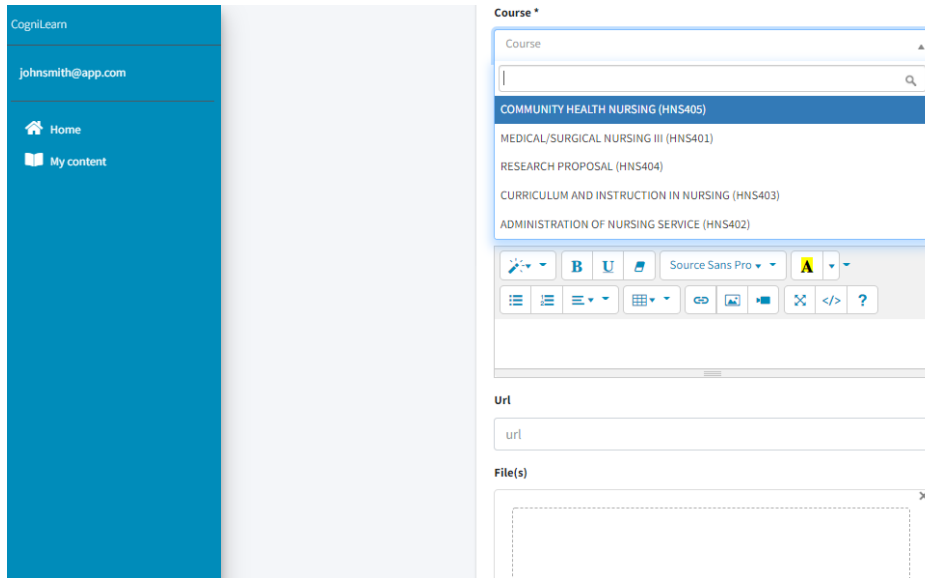 CogniLearn
johnsmith@app.com
Home
My content
Course *
Course
COMMUNITY HEALTH NURSING (HNS405)
MEDICAL/SURGICAL NURSING III (HNS401)
RESEARCH PROPOSAL (HNS404)
CURRICULUM AND INSTRUCTION IN NURSING (HNS403)
ADMINISTRATION OF NURSING SERVICE (HNS402)
B U Source Sans Pro A
</> ?
Url
url
File(s)